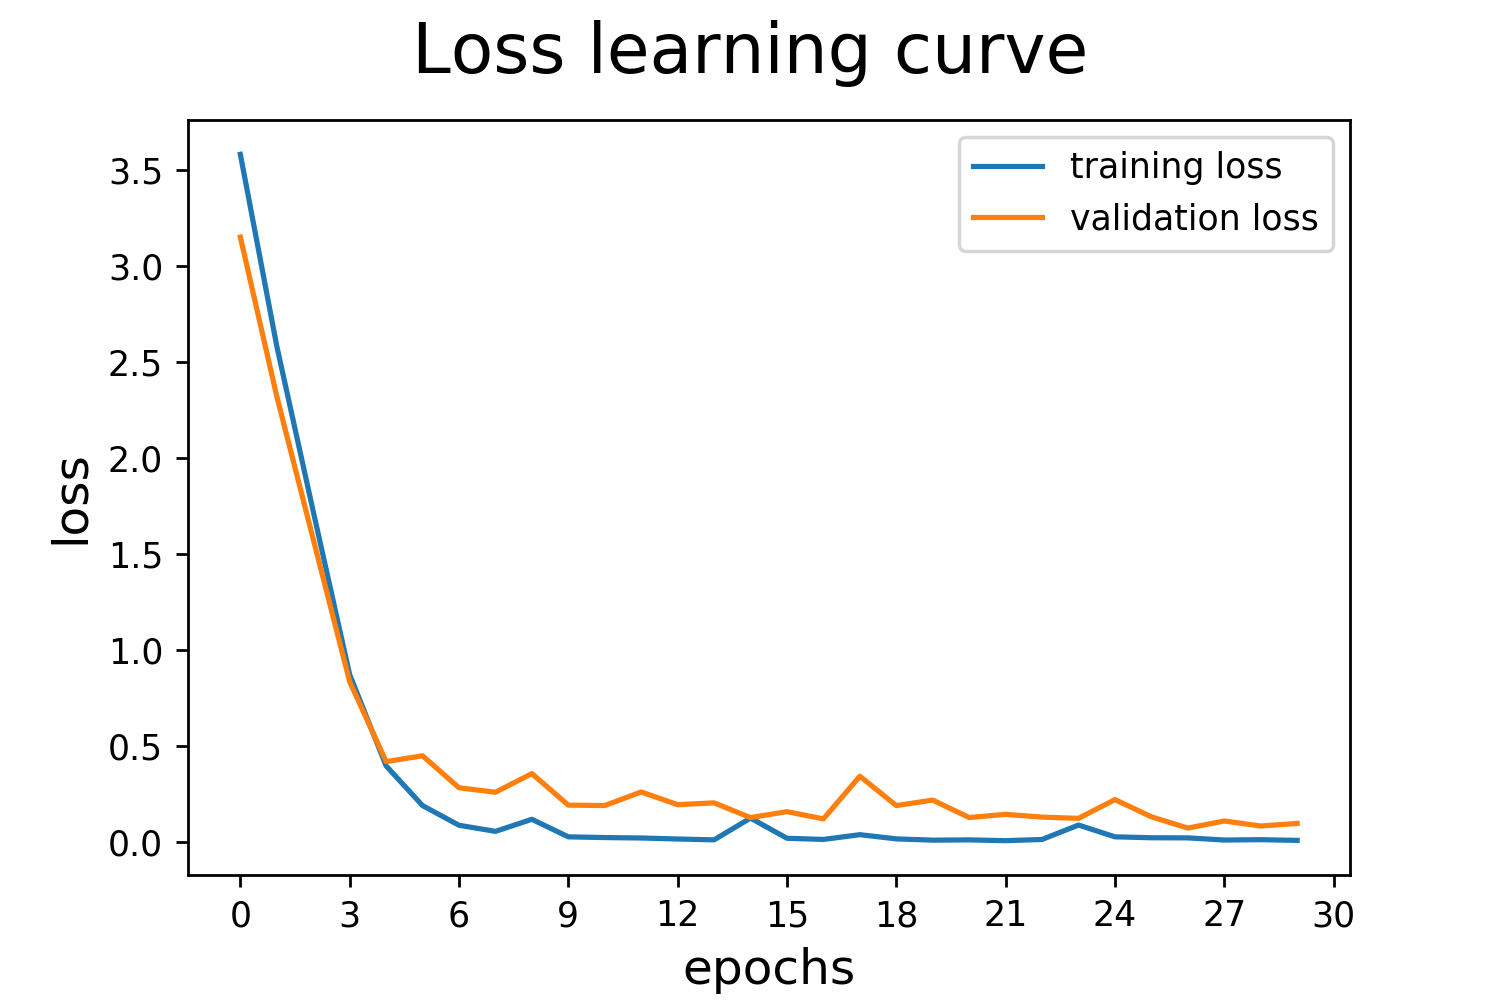 Loss learning curve
training loss
validation loss
3.5
3.0
2.5
2.0
1.5
1.0
0.5
0.0
loss
0 3 6 9 12 15 18 21 24 27 30
epochs